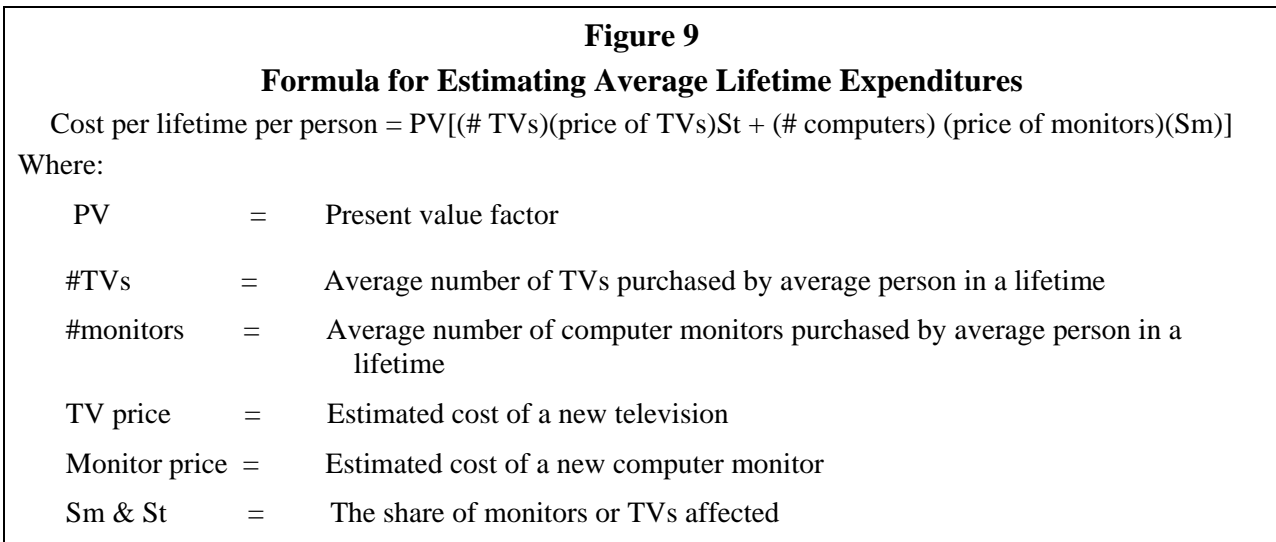 Figure 9
Formula for Estimating Average Lifetime Expenditures
Cost per lifetime per person = PV[(# TVs)(price of TVs)St + (# computers) (price of monitors)(Sm)]
Where:
PV = Present value factor
#TVs = Average number of TVs purchased by average person in a lifetime
#monitors = Average number of computer monitors purchased by average person in a
lifetime
TV price = Estimated cost of a new television
Monitor price = Estimated cost of a new computer monitor
Sm & St = The share of monitors or TVs affected